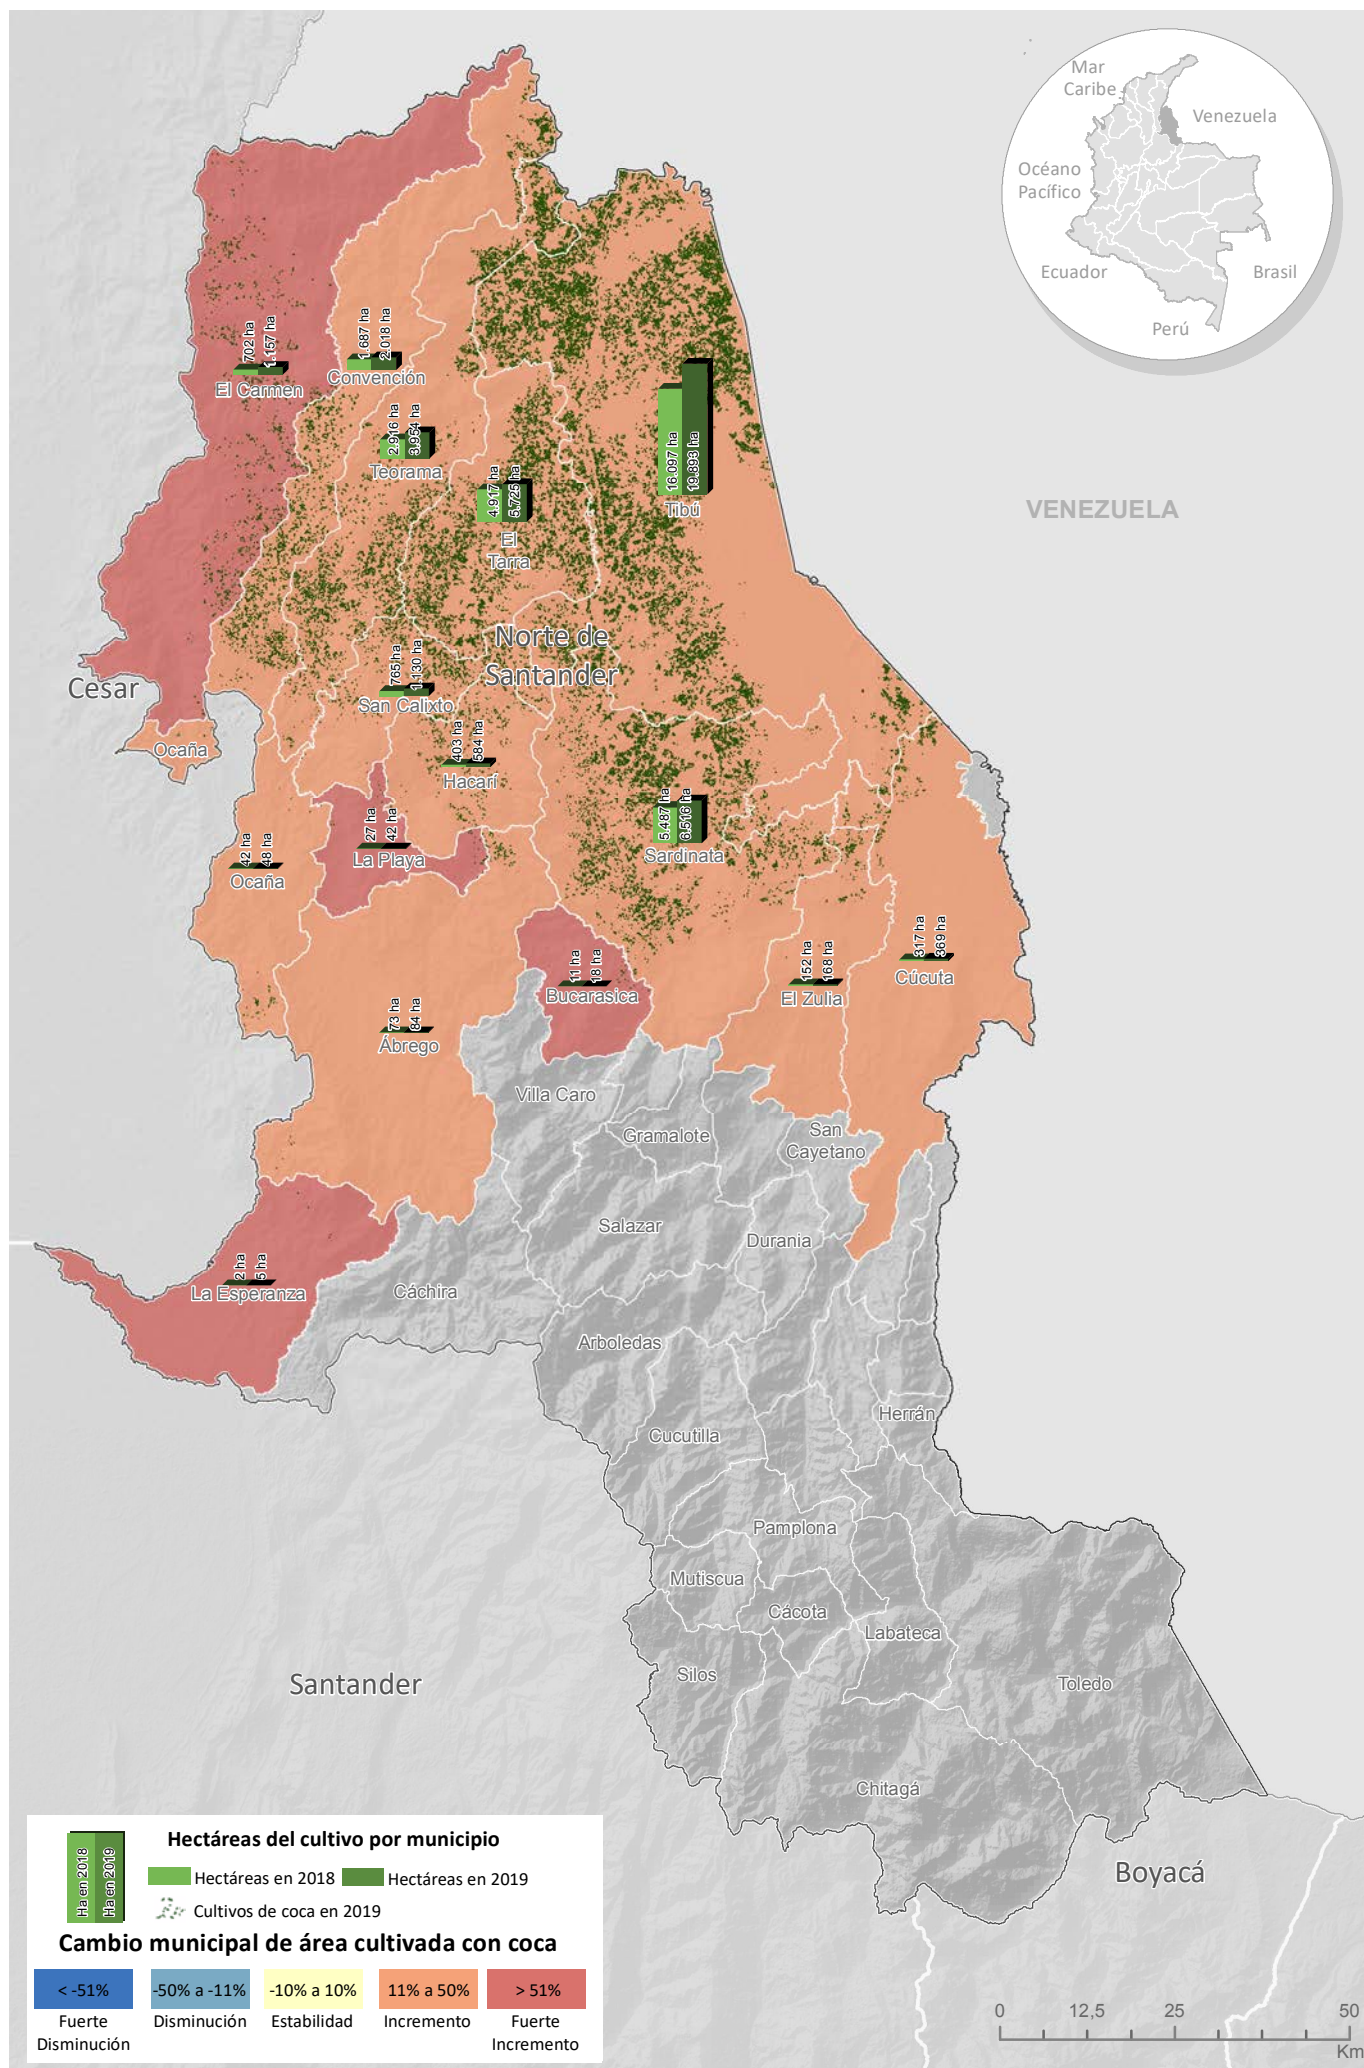 Mar
Caribe
Venezuela
Océano
Pacífico
Ecuador
Brasil
Perú
VENEZUELA
702 ha
1.157 ha
El Carmen
1.687 ha
2.018 ha
Convención
2.916 ha
3.954 ha
Teorama
4.917 ha
5.725 ha
El
Tarra
16.097 ha
19.893 ha
Tibú
Norte de
Santander
Cesar
765 ha
1.130 ha
San Calixto
Ocaña
403 ha
584 ha
Hacarí
27 ha
42 ha
La Playa
5.487 ha
6.516 ha
Sardinata
42 ha
48 ha
Ocaña
11 ha
18 ha
Bucarasica
152 ha
168 ha
El Zulia
317 ha
369 ha
Cúcuta
73 ha
84 ha
Ábrego
Villa Caro
Gramalote
San
Cayetano
Salazar
Durania
2 ha
5 ha
La Esperanza
Cáchira
Arboledas
Herrán
Cucutilla
Pamplona
Mutiscua
Cácota
Labateca
Silos
Toledo
Santander
Chitagá
Boyacá
Hectáreas del cultivo por municipio
Ha en 2018
Ha en 2019
Hectáreas en 2018
Hectáreas en 2019
Cultivos de coca en 2019
Cambio municipal de área cultivada con coca
< -51%
-50% a -11%
-10% a 10%
11% a 50%
> 51%
Fuerte
Disminución
Disminución
Estabilidad
Incremento
Fuerte
Incremento
0
12,5
25
50
Km